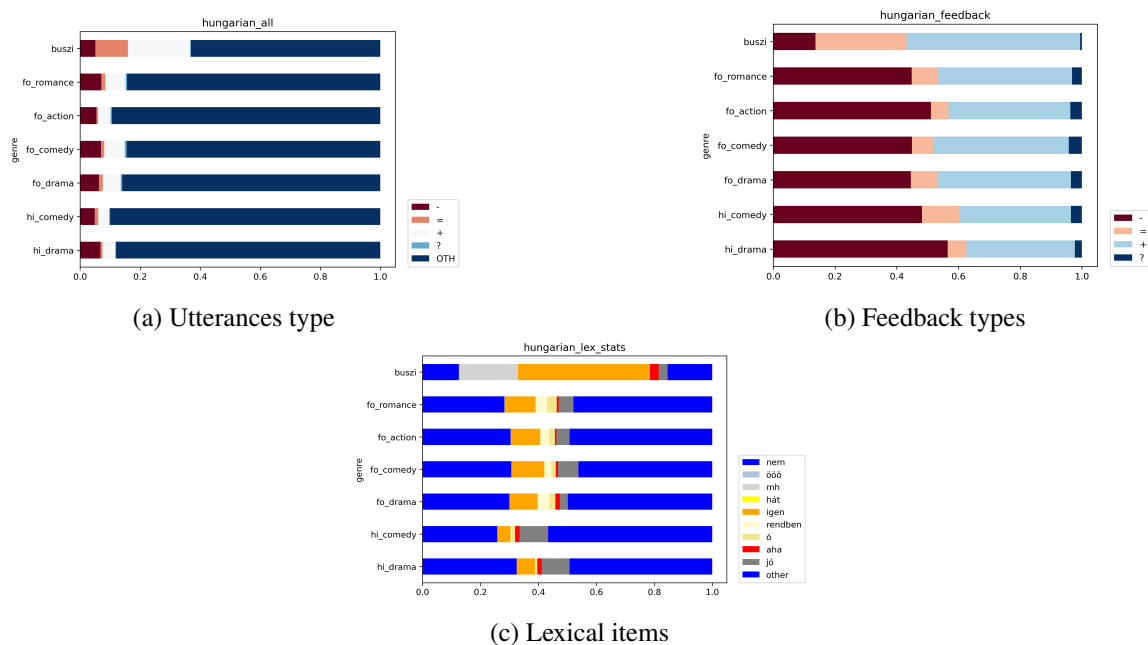 hungarian_all
genre
buszi
fo_romance
fo_action
fo_comedy
fo_drama
hi_comedy
hi_drama
0.0 0.2 0.4 0.6 0.8 1.0
-
=
+
?
OTH
(a) Utterances type
hungarian_feedback
genre
buszi
fo_romance
fo_action
fo_comedy
fo_drama
hi_comedy
hi_drama
0.0 0.2 0.4 0.6 0.8 1.0
-
=
+
?
(b) Feedback types
hungarian_lex_stats
genre
buszi
fo_romance
fo_action
fo_comedy
fo_drama
hi_comedy
hi_drama
0.0 0.2 0.4 0.6 0.8 1.0
nem
ööö
mh
hát
igen
rendben
ó
aha
jó
other
(c) Lexical items